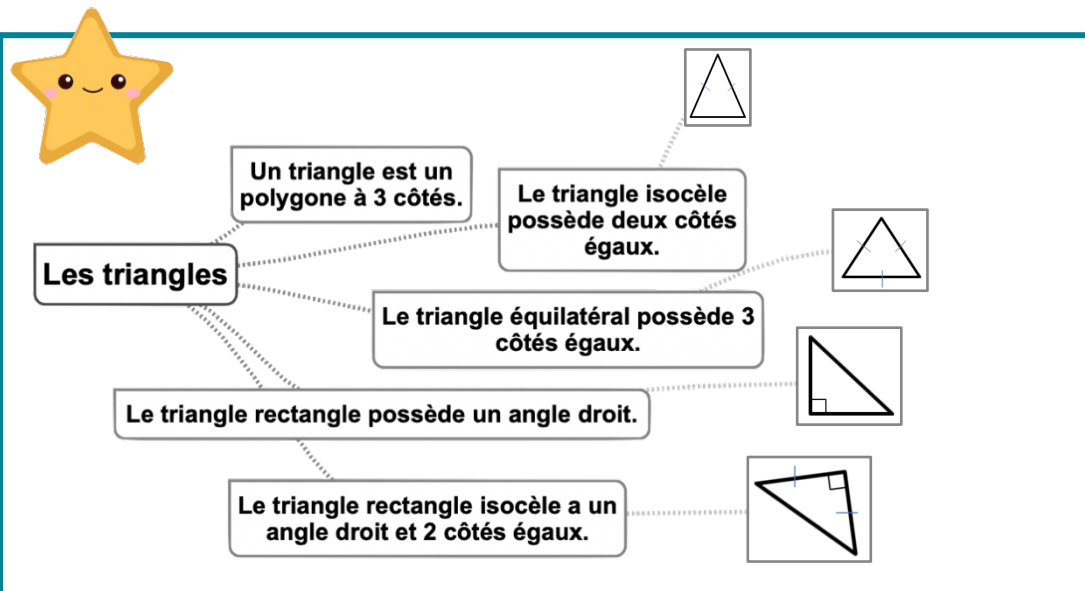 Un triangle est un
polygone à 3 côtés.
Le triangle isocèle
possède deux côtés
égaux.
Les triangles
Le triangle équilatéral possède 3
côtés égaux.
Le triangle rectangle possède un angle droit.
Le triangle rectangle isocèle a un
angle droit et 2 côtés égaux.